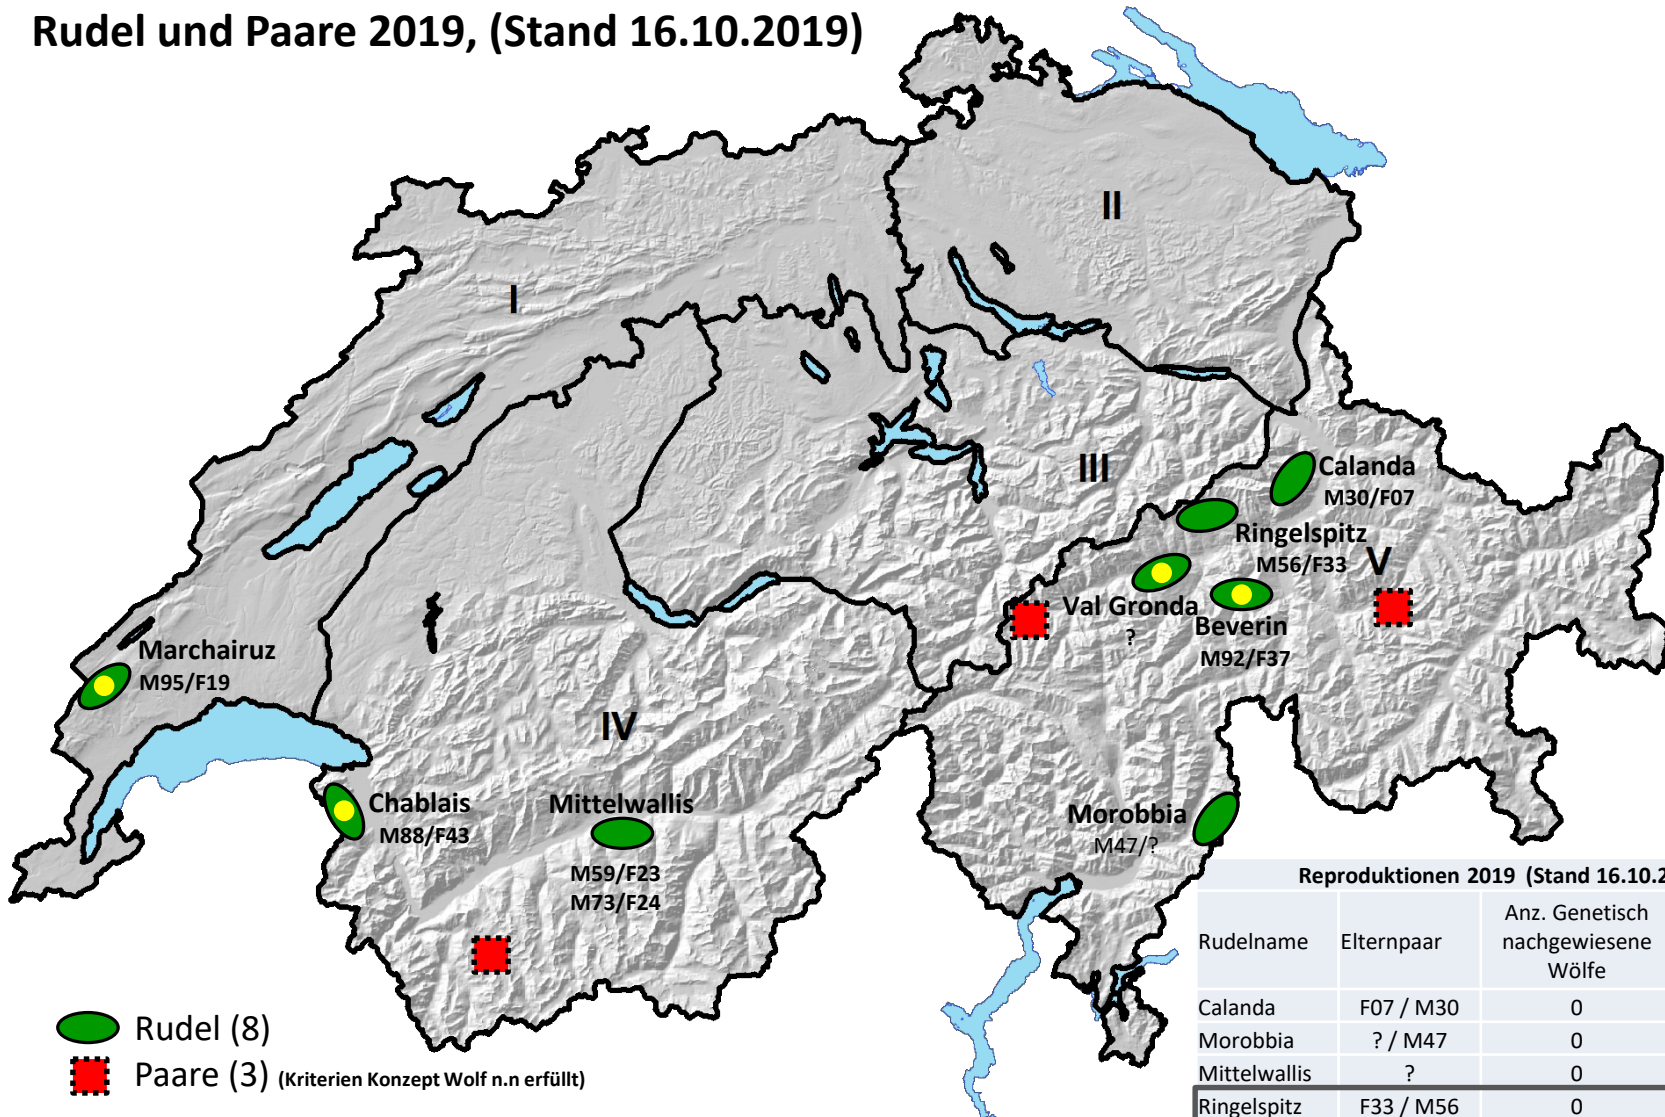 Rudel und Paare 2019, (Stand 16.10.2019)
II
I
III
Calanda
M30/F07
Ringelspitz
M56/F33
V
Val Gronda
?
Beverin
M92/F37
Marchairuz
M95/F19
IV
Chablais
M88/F43
Mittelwallis
M59/F23
M73/F24
Morobbia
M47/?
Rudel (8)
Paare (3) (Kriterien Konzept Wolf n.n erfüllt)
Reproduktionen 2019 (Stand 16.10.2
Rudelname Elternpaar Anz. Genetisch
nachgewiesene
Wölfe
Calanda F07 / M30 0
Morobbia ? / M47 0
Mittelwallis ? 0
Ringelspitz F33 / M56 0